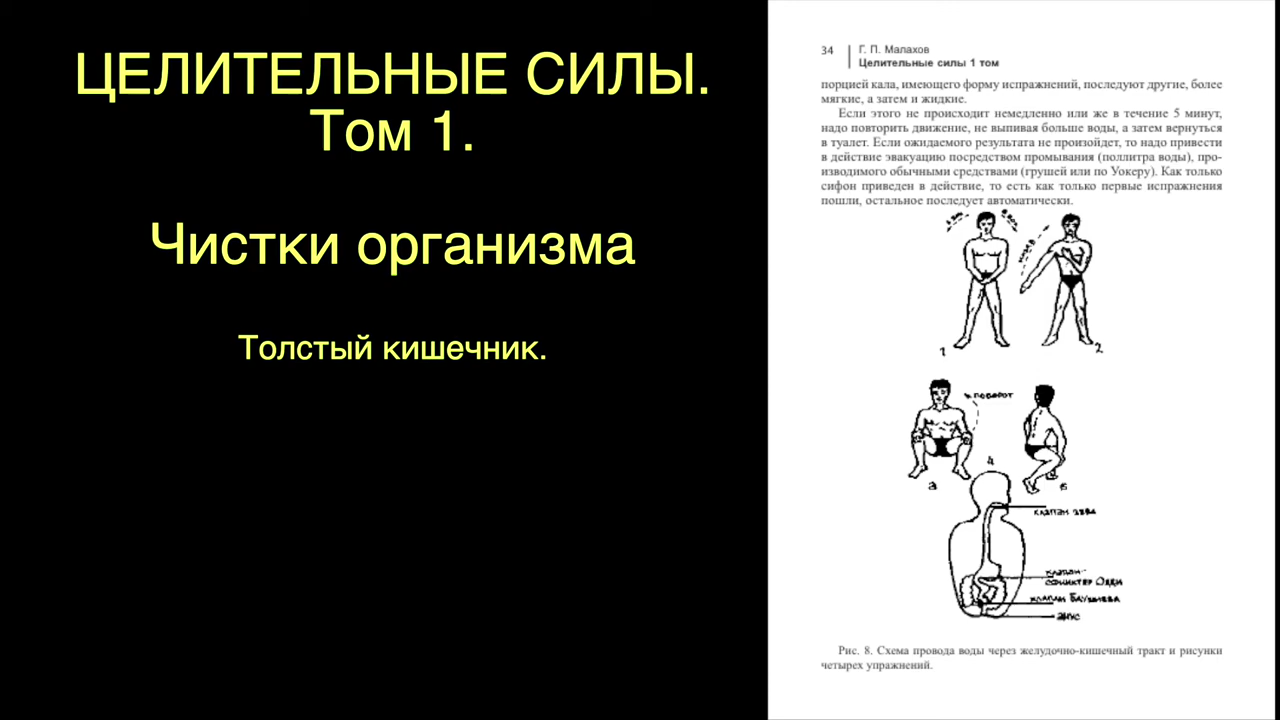 ЦЕЛИТЕЛЬНЫЕ СИЛЫ.
Том 1.
Чистки организма
Толстый кишечник.
34
Г. П. Малахов
Целительные силы 1 том
порцией кала, имеющего форму испражнений, последуют другие, более
мягкие, а затем и жидкие.
Если этого не происходит немедленно или же в течение 5 минут,
надо повторить движение, не выпивая больше воды, а затем вернуться
в туалет. Если ожидаемого результата не произойдет, то надо привести
в действие эвакуацию посредством промывания (поллитра воды), про-
изводимого обычными средствами (грушей или по Уокеру). Как только
сифон приведен в действие, то есть как только первые испражнения
пошли, остальное последует автоматически.
1
2
поворот
4
а
клапан
сфинктер Одди
анус
Рис. 8. Схема провода воды через желудочно-кишечный тракт и рисунки
четырех упражнений.